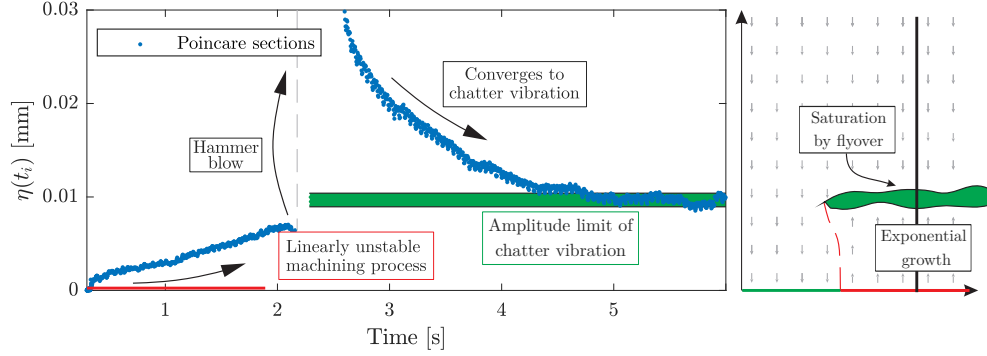 0.03
Poincare sections
Converges to
chatter vibration
0.02
η(tᵢ) [mm]
Hammer
blow
0.01
Linearly unstable
machining process
Amplitude limit of
chatter vibration
0
1
2
3
4
5
Time [s]
Saturation
by flyover
Exponential
growth